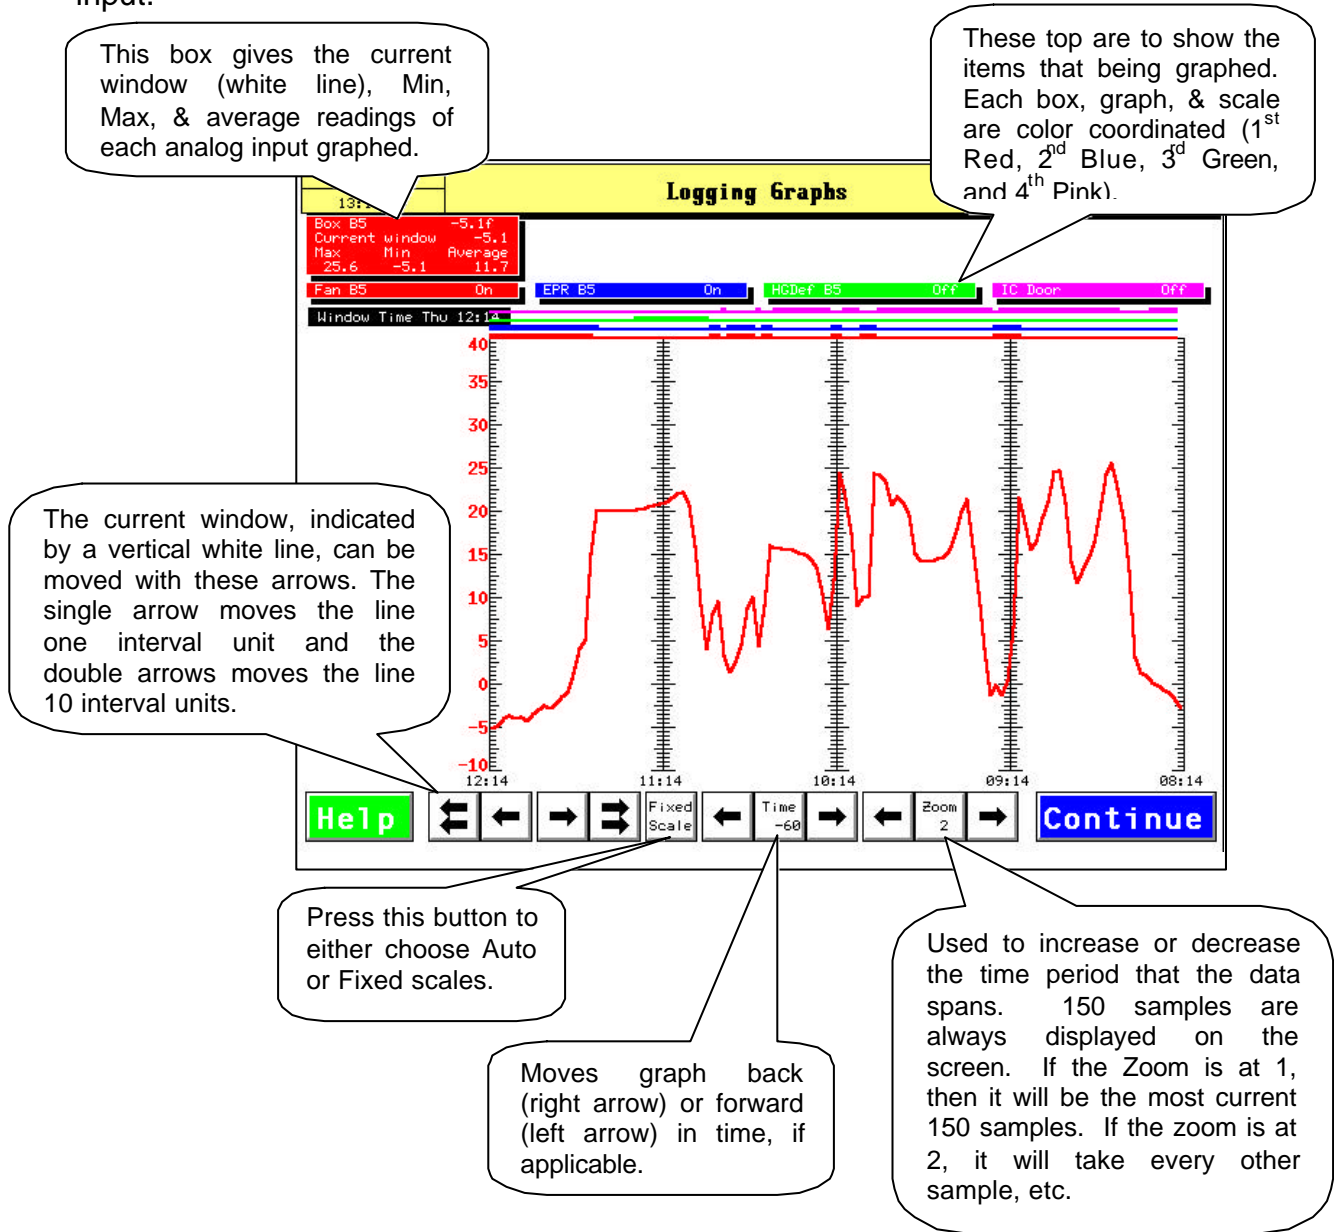 input.
This box gives the current
window (white line), Min,
Max, & average readings of
each analog input graphed.
These top are to show the
items that being graphed.
Each box, graph, & scale
are color coordinated (1st
Red, 2nd Blue, 3rd Green,
and 4th Pink).
Logging Graphs
Box B5 -5.1f
Current window -5.1
Max Min Average
25.6 -5.1 11.7
Fan B5 On
EPR B5 On
HGDef B5 Off
IC Door Off
Window Time Thu 12:14
40
35
30
25
20
15
10
5
0
-5
-10
12:14 11:14 10:14 09:14 08:14
The current window, indicated
by a vertical white line, can be
moved with these arrows. The
single arrow moves the line
one interval unit and the
double arrows moves the line
10 interval units.
Help
Fixed
Scale
Time
-60
Zoom
2
Continue
Press this button to
either choose Auto
or Fixed scales.
Moves graph back
(right arrow) or forward
(left arrow) in time, if
applicable.
Used to increase or decrease
the time period that the data
spans. 150 samples are
always displayed on the
screen. If the Zoom is at 1,
then it will be the most current
150 samples. If the zoom is at
2, it will take every other
sample, etc.